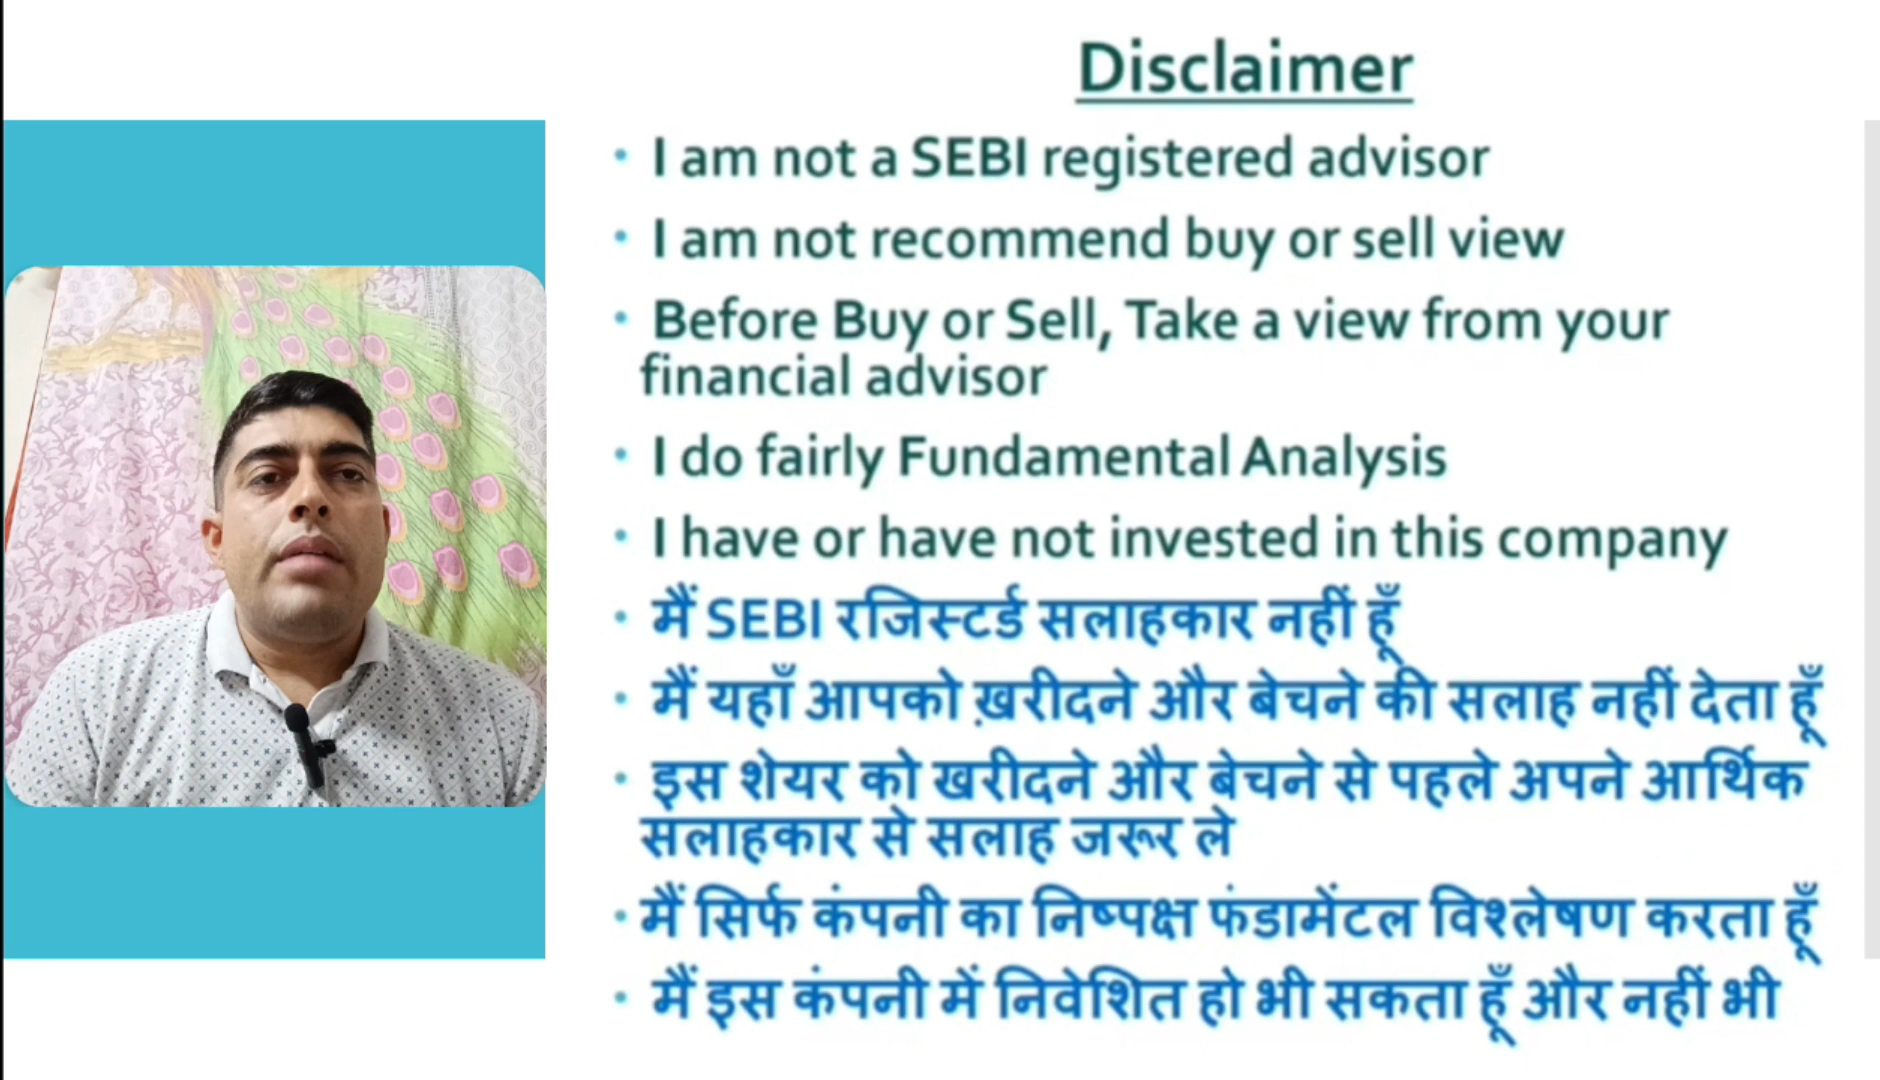 Disclaimer
• I am not a SEBI registered advisor
• I am not recommend buy or sell view
• Before Buy or Sell, Take a view from your
financial advisor
• I do fairly Fundamental Analysis
• I have or have not invested in this company
• मैं SEBI रजिस्टर्ड सलाहकार नहीं हूँ
• मैं यहाँ आपको ख़रीदने और बेचने की सलाह नहीं देता हूँ
• इस शेयर को खरीदने और बेचने से पहले अपने आर्थिक
सलाहकार से सलाह जरूर ले
• मैं सिर्फ कंपनी का निष्पक्ष फंडामेंटल विश्लेषण करता हूँ
• मैं इस कंपनी में निवेशित हो भी सकता हूँ और नहीं भी